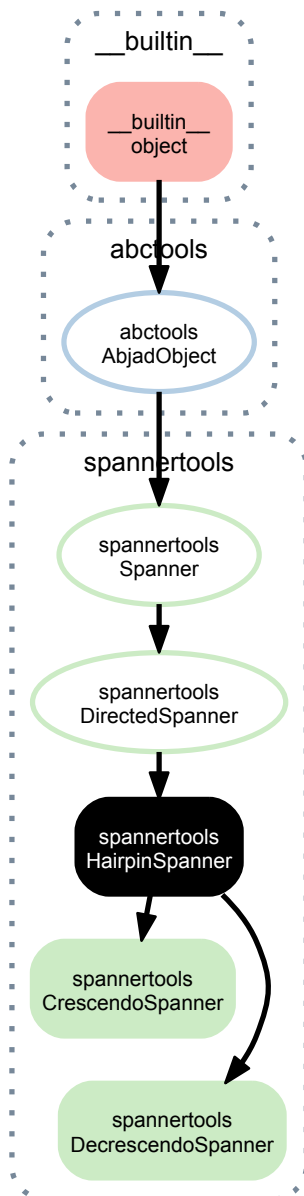 __builtin__
__builtin__
object
abctools
abctools
AbjadObject
spannertools
spannertools
Spanner
spannertools
DirectedSpanner
spannertools
HairpinSpanner
spannertools
CrescendoSpanner
spannertools
DecrescendoSpanner